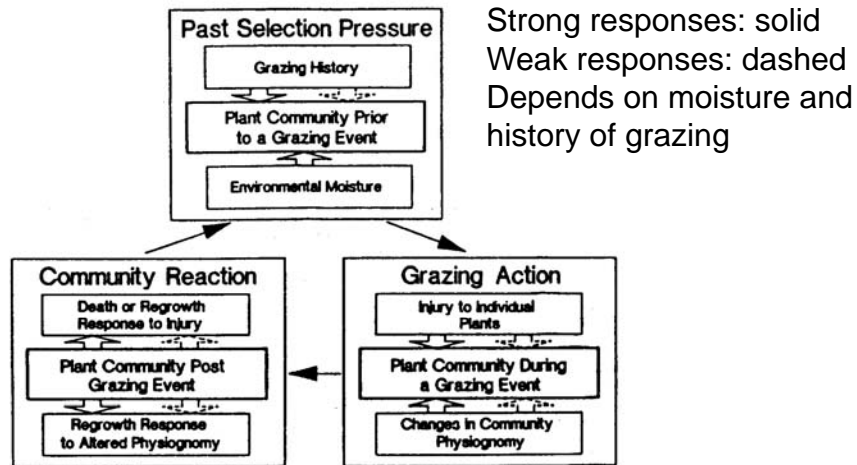 Past Selection Pressure
Grazing History
Plant Community Prior
to a Grazing Event
Environmental Moisture
Strong responses: solid
Weak responses: dashed
Depends on moisture and
history of grazing
Community Reaction
Death or Regrowth
Response to Injury
Plant Community Post
Grazing Event
Regrowth Response
to Altered Physiognomy
Grazing Action
Injury to Individual
Plants
Plant Community During
a Grazing Event
Changes in Community
Physiognomy